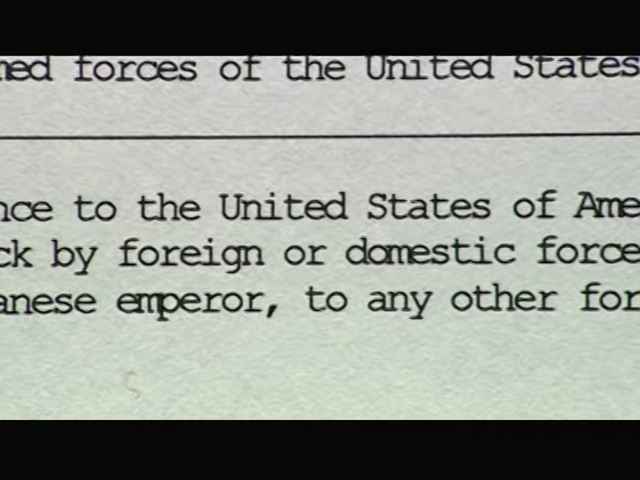 ned forces of the United States
nce to the United States of Ame
ck by foreign or domestic force
anese emperor, to any other for